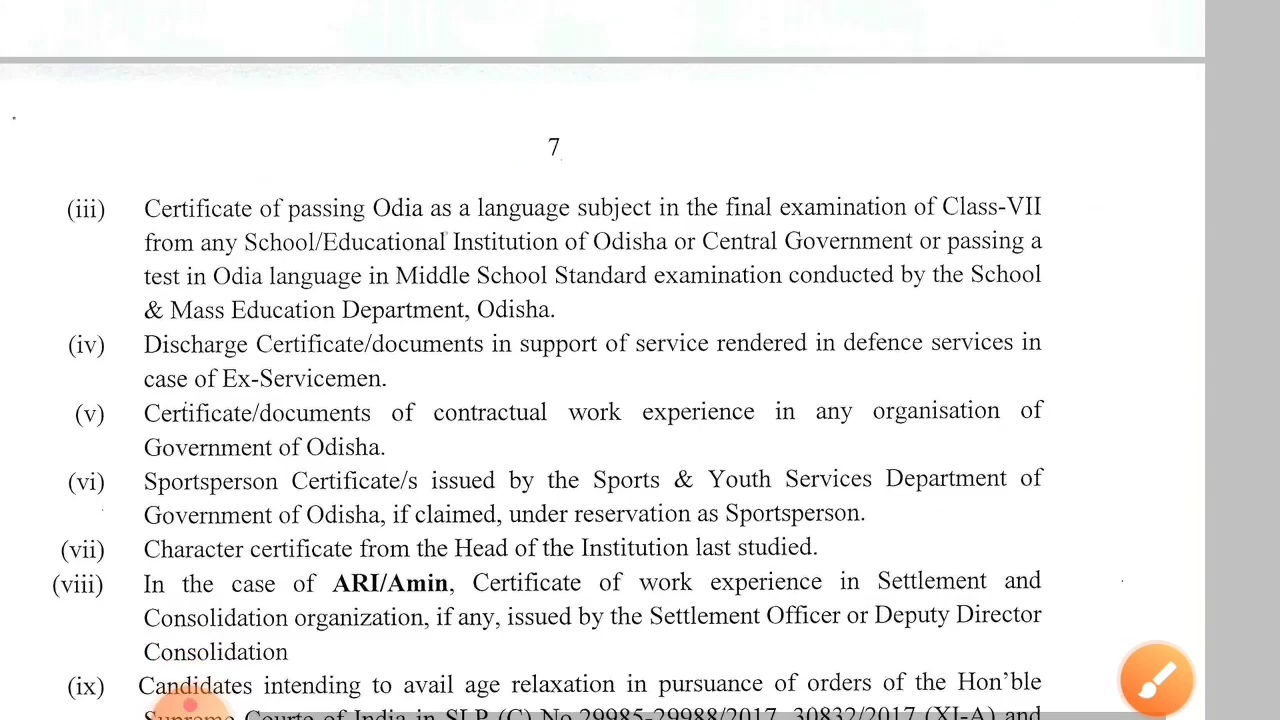 7
(iii) Certificate of passing Odia as a language subject in the final examination of Class-VII
from any School/Educational Institution of Odisha or Central Government or passing a
test in Odia language in Middle School Standard examination conducted by the School
& Mass Education Department, Odisha.
(iv) Discharge Certificate/documents in support of service rendered in defence services in
case of Ex-Servicemen.
(v) Certificate/documents of contractual work experience in any organisation of
Government of Odisha.
(vi) Sportsperson Certificate/s issued by the Sports & Youth Services Department of
Government of Odisha, if claimed, under reservation as Sportsperson.
(vii) Character certificate from the Head of the Institution last studied.
(viii) In the case of ARI/Amin, Certificate of work experience in Settlement and
Consolidation organization, if any, issued by the Settlement Officer or Deputy Director
Consolidation
(ix) Candidates intending to avail age relaxation in pursuance of orders of the Hon'ble
Supreme Courte of India in SLP (C) No.29985-29988/2017, 30832/2017 (XI-A) and